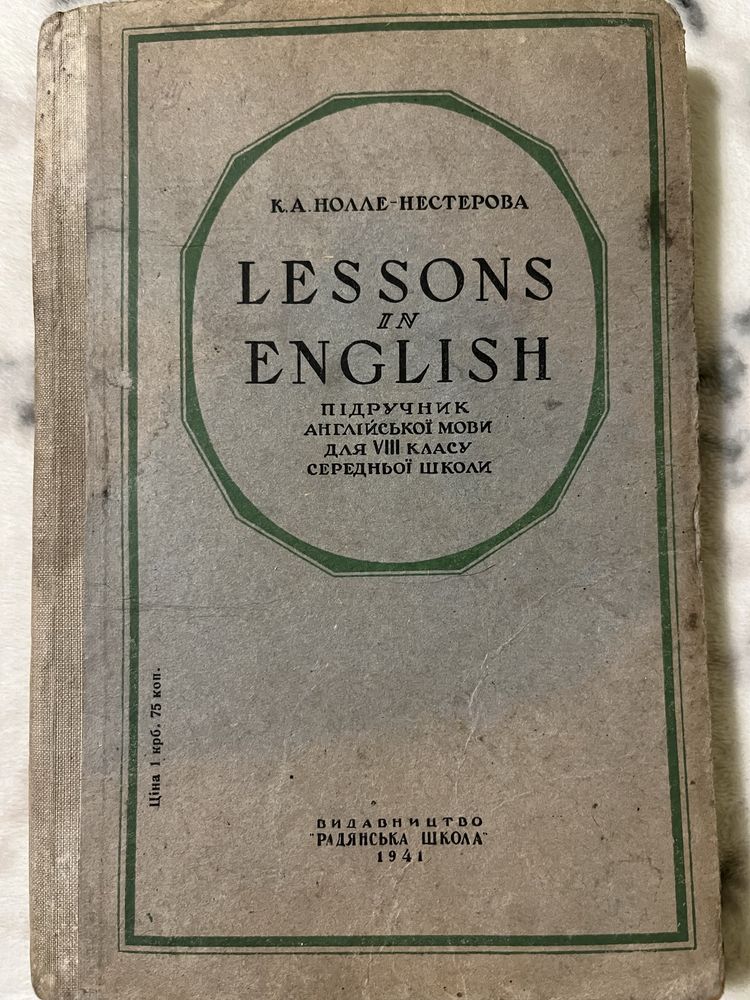 К. А. НОЛЛЕ-НЕСТЕРОВА
LESSONS
IN
ENGLISH
ПІДРУЧНИК
АНГЛІЙСЬКОЇ МОВИ
ДЛЯ VIII КЛАСУ
СЕРЕДНЬОЇ ШКОЛИ
Ціна 1 крб. 75 коп.
ВИДАВНИЦТВО
"РАДЯНСЬКА ШКОЛА"
1941